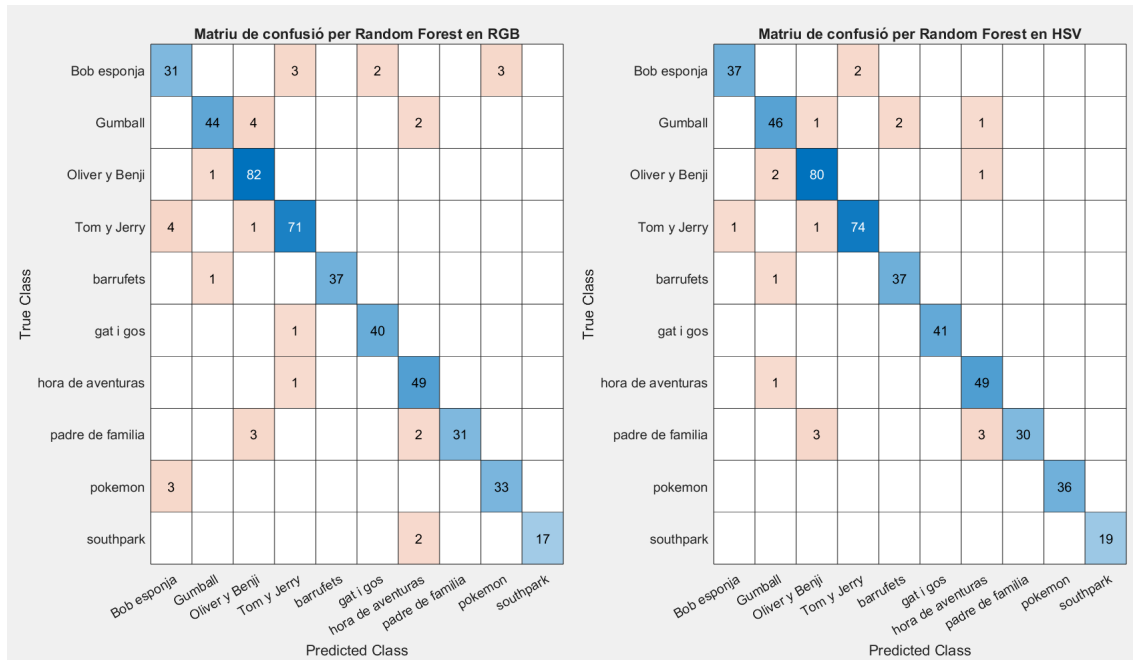 Matriu de confusió per Random Forest en RGB
True Class
Bob esponja 31 3 2 3
Gumball 44 4 2
Oliver y Benji 1 82
Tom y Jerry 4 1 71
barrufets 1 37
gat i gos 1 40
hora de aventuras 1 49
padre de familia 3 2 31
pokemon 3 33
southpark 2 17
Bob esponja Gumball Oliver y Benji Tom y Jerry barrufets gat i gos hora de aventuras padre de familia pokemon southpark
Predicted Class
Matriu de confusió per Random Forest en HSV
True Class
Bob esponja 37 2
Gumball 46 1 2 1
Oliver y Benji 2 80 1
Tom y Jerry 1 1 74
barrufets 1 37
gat i gos 41
hora de aventuras 1 49
padre de familia 3 3 30
pokemon 36
southpark 19
Bob esponja Gumball Oliver y Benji Tom y Jerry barrufets gat i gos hora de aventuras padre de familia pokemon southpark
Predicted Class